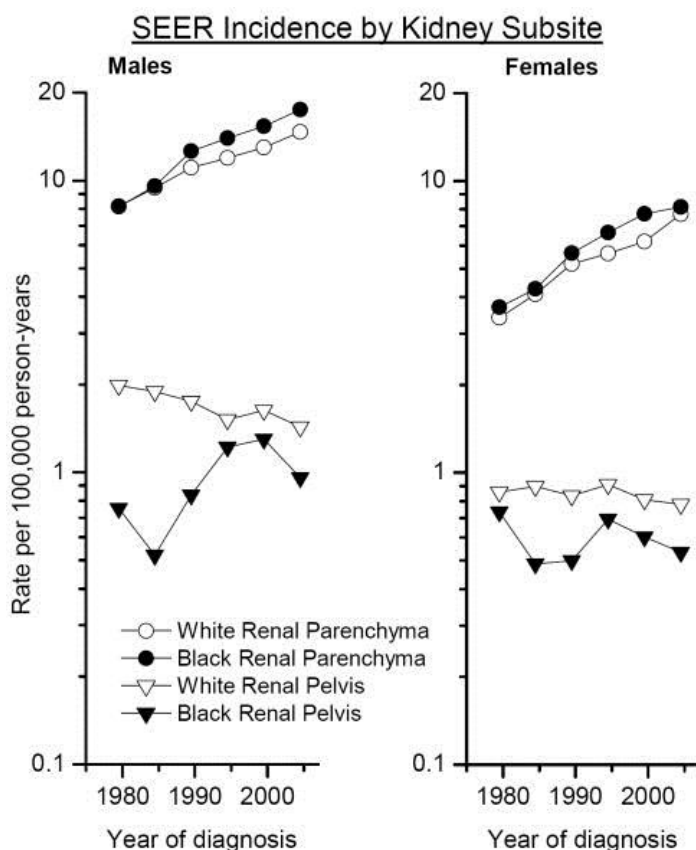 SEER Incidence by Kidney Subsite
Males
Females
20
10
1
0.1
Rate per 100,000 person-years
White Renal Parenchyma
Black Renal Parenchyma
White Renal Pelvis
Black Renal Pelvis
1980 1990 2000
Year of diagnosis
20
10
1
0.1
1980 1990 2000
Year of diagnosis